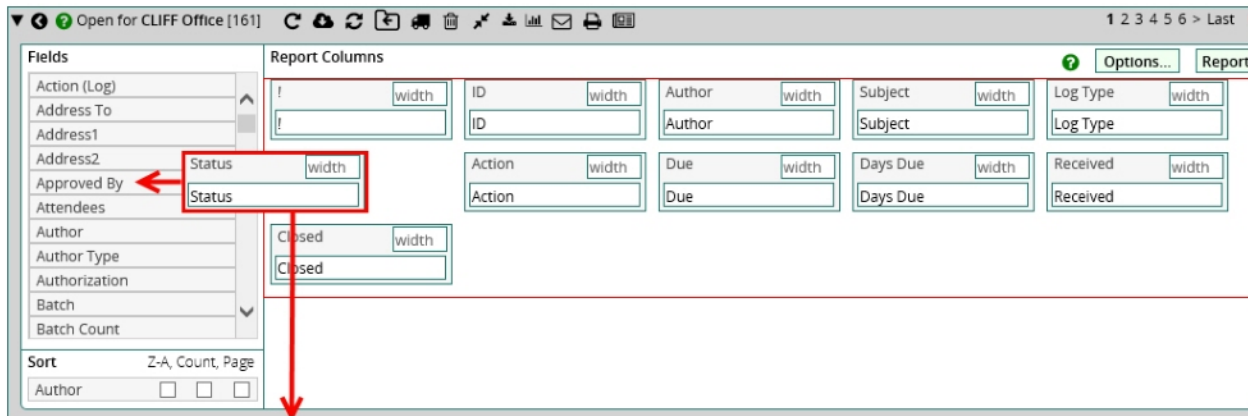 Open for CLIFF Office [161]
1 2 3 4 5 6 > Last
Fields
Report Columns
Options...
Report
Action (Log)
Address To
Address1
Address2
Approved By
Attendees
Author
Author Type
Authorization
Batch
Batch Count
! width
!
ID width
ID
Author width
Author
Subject width
Subject
Log Type width
Log Type
Status width
Status
Action width
Action
Due width
Due
Days Due width
Days Due
Received width
Received
Closed width
Closed
Sort Z-A, Count, Page
Author